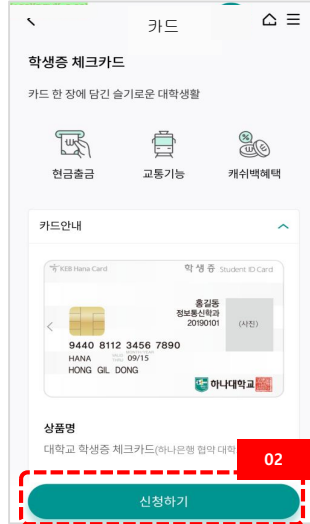 카드
학생증 체크카드
카드 한 장에 담긴 슬기로운 대학생활
현금출금 교통기능 캐쉬백혜택
카드안내
KEB Hana Card 학 생 증 Student ID Card
홍길동
정보통신학과
20190101
(사진)
9440 8112 3456 7890
HANA 09/15
HONG GIL DONG
하나대학교
상품명
대학교 학생증 체크카드(하나은행 협약 대학
02
신청하기